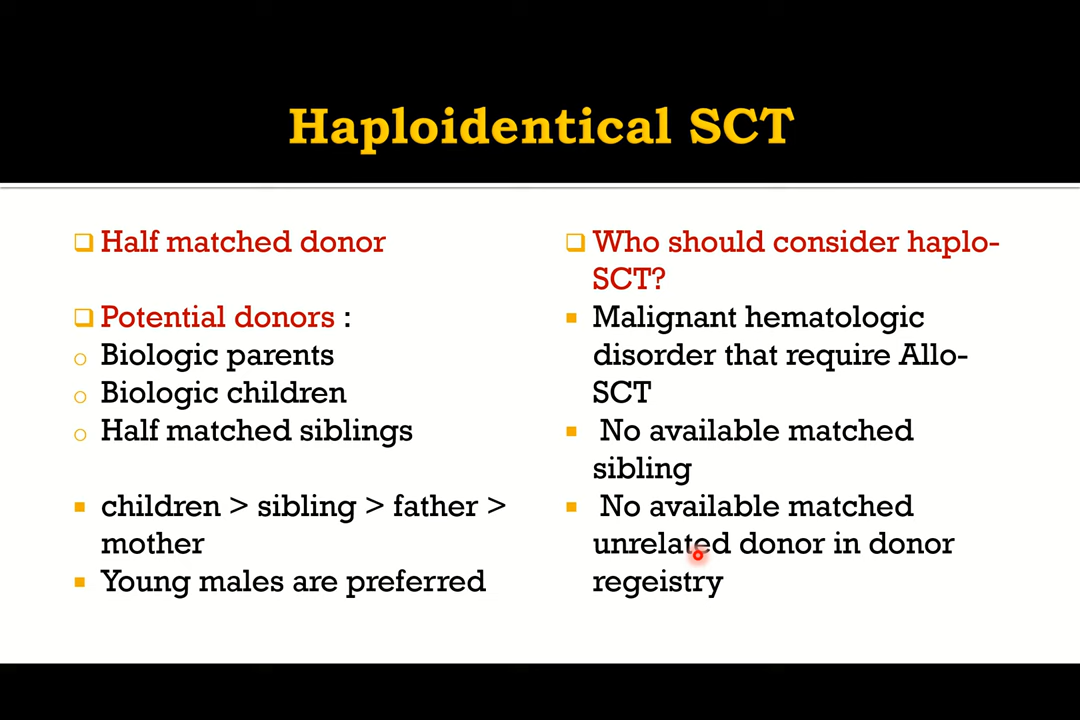 Haploidentical SCT
Half matched donor
Potential donors :
Biologic parents
Biologic children
Half matched siblings
children > sibling > father >
mother
Young males are preferred
Who should consider haplo-
SCT?
Malignant hematologic
disorder that require Allo-
SCT
No available matched
sibling
No available matched
unrelated donor in donor
regeistry